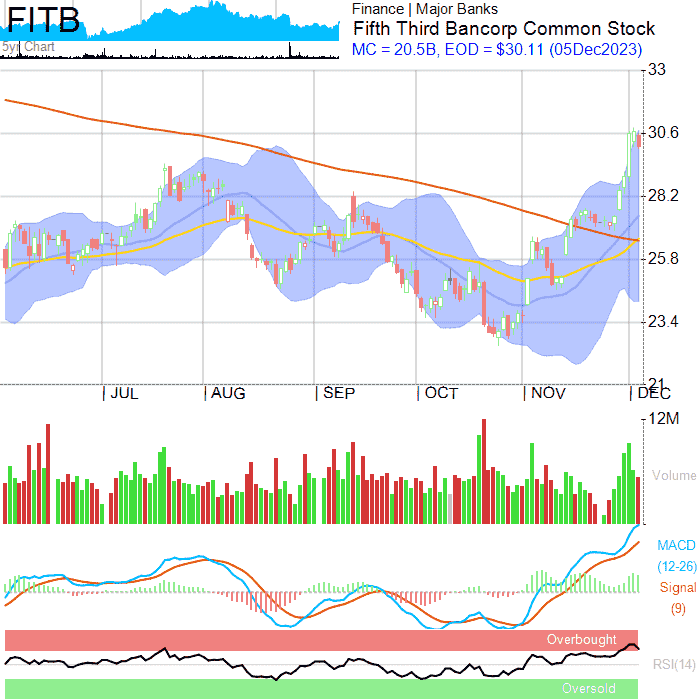 FITB
5yr Chart
Finance | Major Banks
Fifth Third Bancorp Common Stock
MC = 20.5B, EOD = $30.11 (05Dec2023)
33
30.6
28.2
25.8
23.4
21
JUL
AUG
SEP
OCT
NOV
DEC
12M
Volume
MACD
(12-26)
Signal
(9)
Overbought
RSI(14)
Oversold